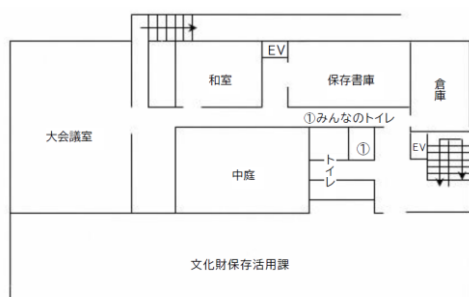 EV
和室
保存書庫
倉庫
①みんなのトイレ
大会議室
①
EV
中庭
トイレ
文化財保存活用課